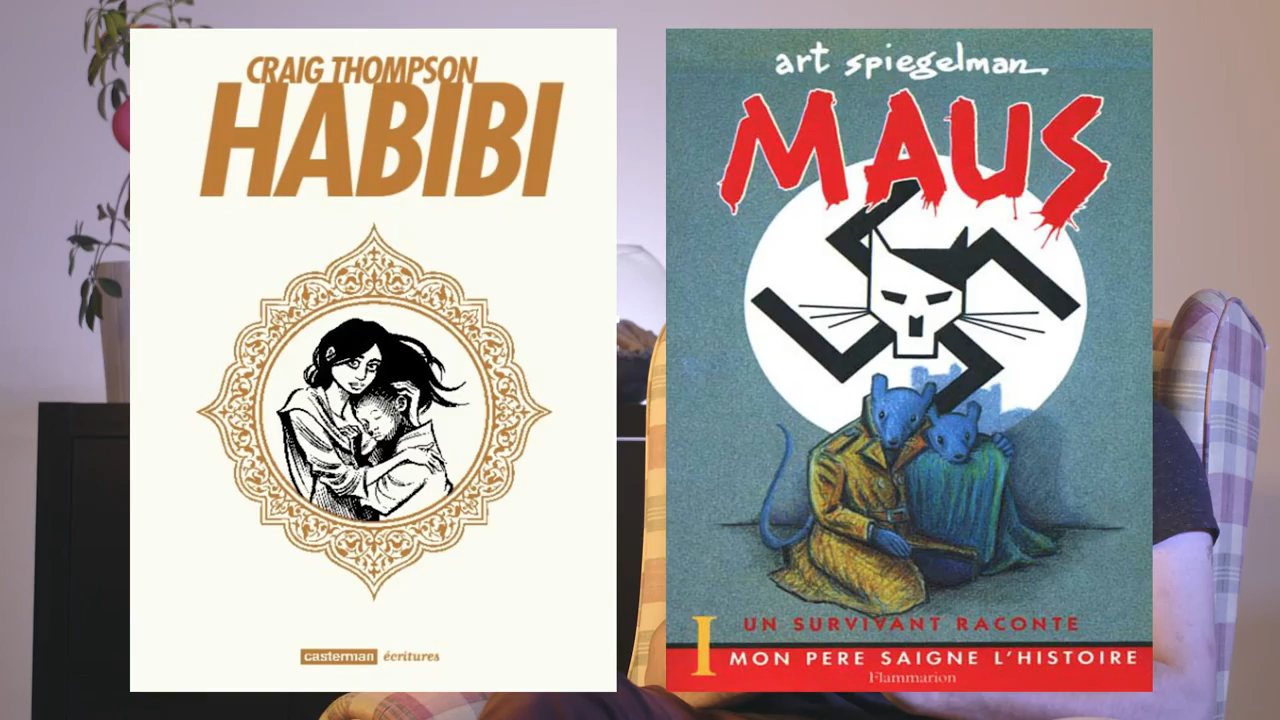 CRAIG THOMPSON
HABIBI
casterman écritures
art spiegelman
MAUS
I
UN SURVIVANT RACONTE
MON PERE SAIGNE L'HISTOIRE
Flammarion